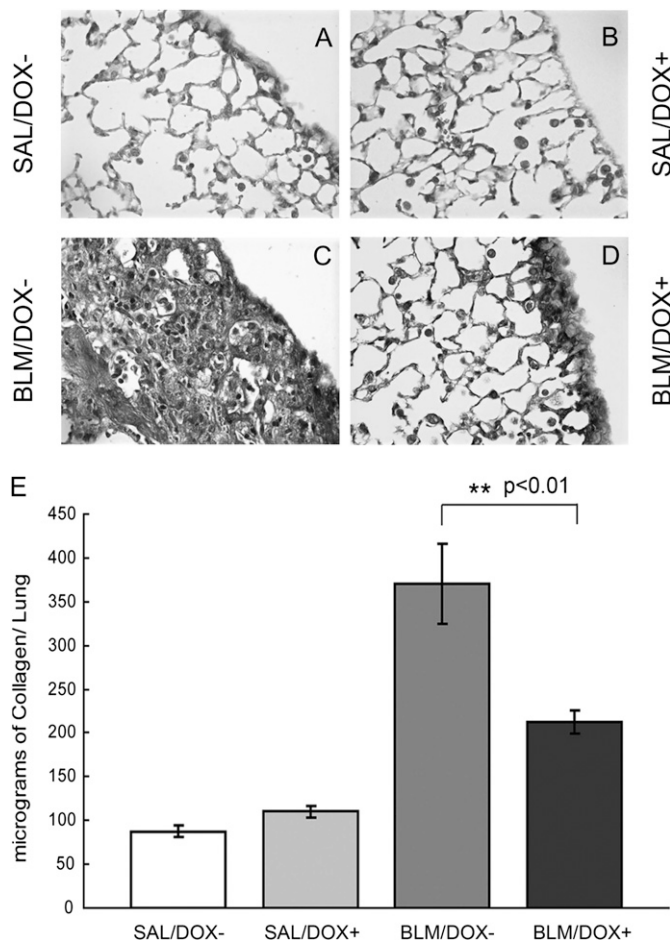 SAL/DOX-
A
B
SAL/DOX+
BLM/DOX-
C
D
BLM/DOX+
E
** p<0.01
micrograms of Collagen/ Lung
450
400
350
300
250
200
150
100
50
0
SAL/DOX-
SAL/DOX+
BLM/DOX-
BLM/DOX+